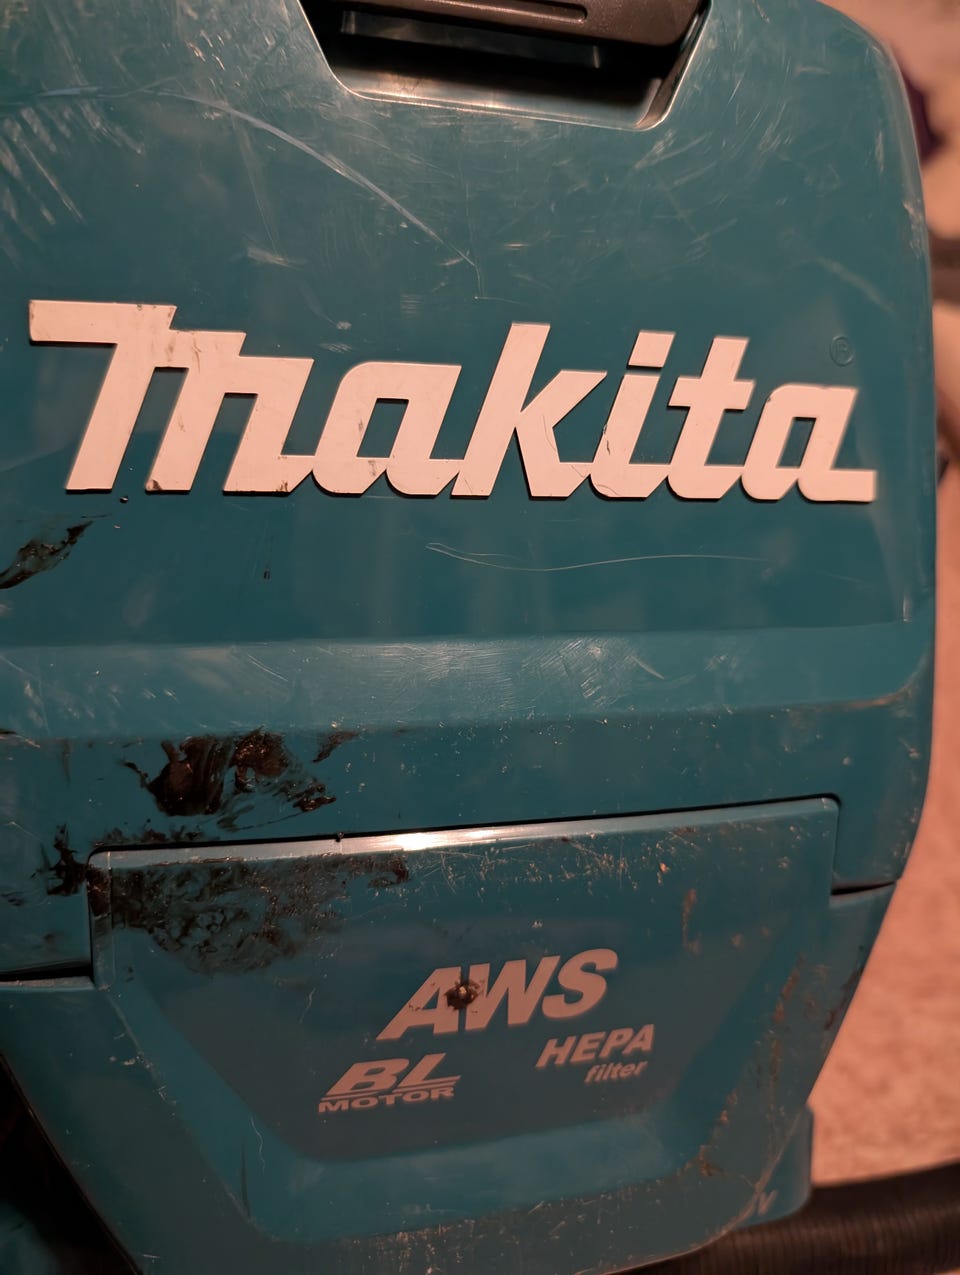 makita ®
AWS
BL
MOTOR
HEPA
filter